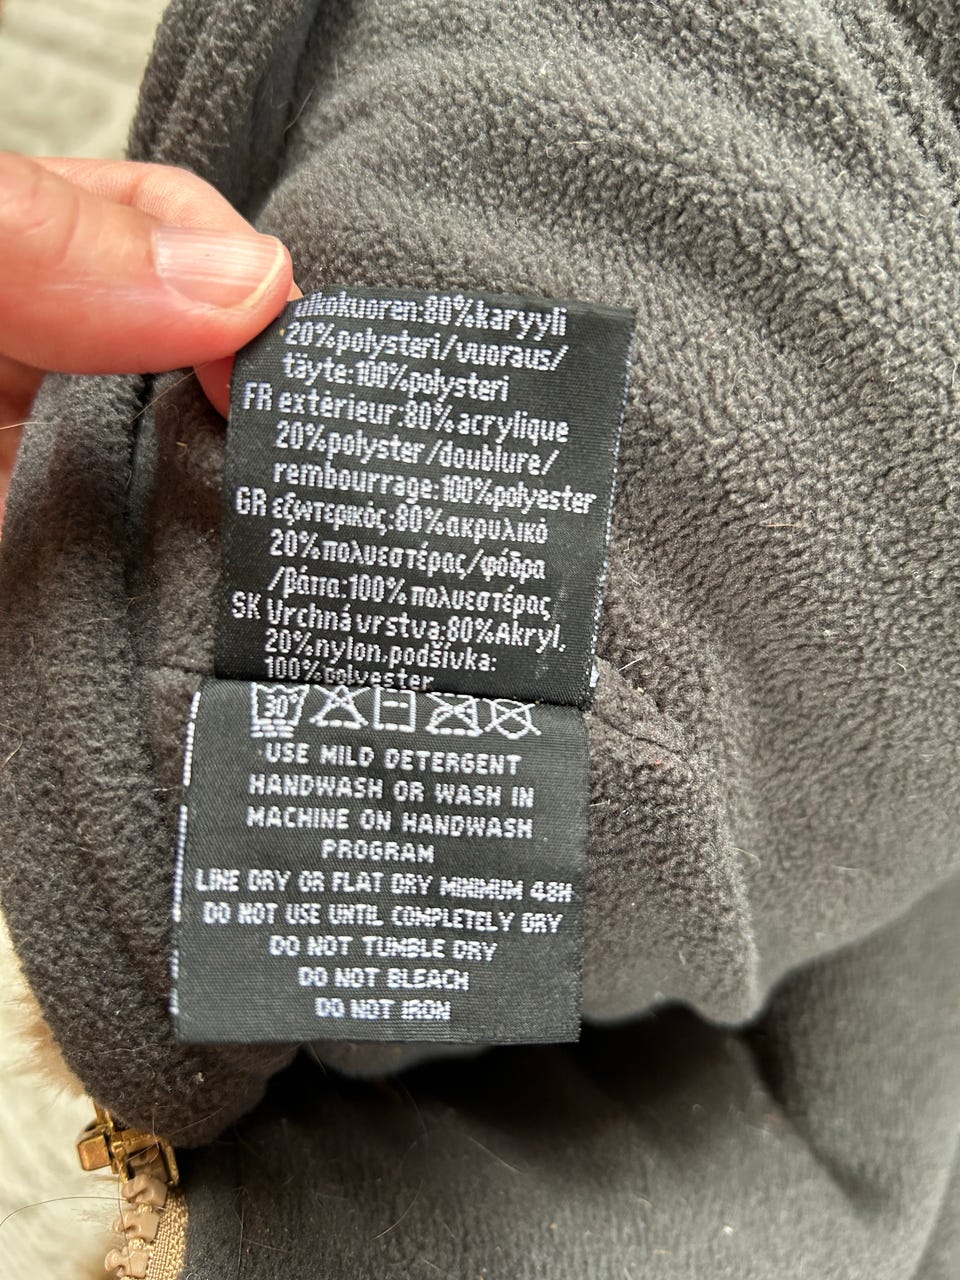 ulkokuoren:80%karyyli
20%polysteri/vuoraus/
täyte:100%polysteri
FR extérieur:80%acrylique
20%polyster/doublure/
rembourrage:100%polyester
GR εξωτερικός:80%ακρυλικό
20%πολυεστέρας/φόδρα
/βάττα:100% πολυεστέρας
SK Vrchná vrstva:80%Akryl,
20%nylon.podšívka:
100%polyester
30°
USE MILD DETERGENT
HANDWASH OR WASH IN
MACHINE ON HANDWASH
PROGRAM
LINE DRY OR FLAT DRY MINIMUM 48H
DO NOT USE UNTIL COMPLETELY DRY
DO NOT TUMBLE DRY
DO NOT BLEACH
DO NOT IRON